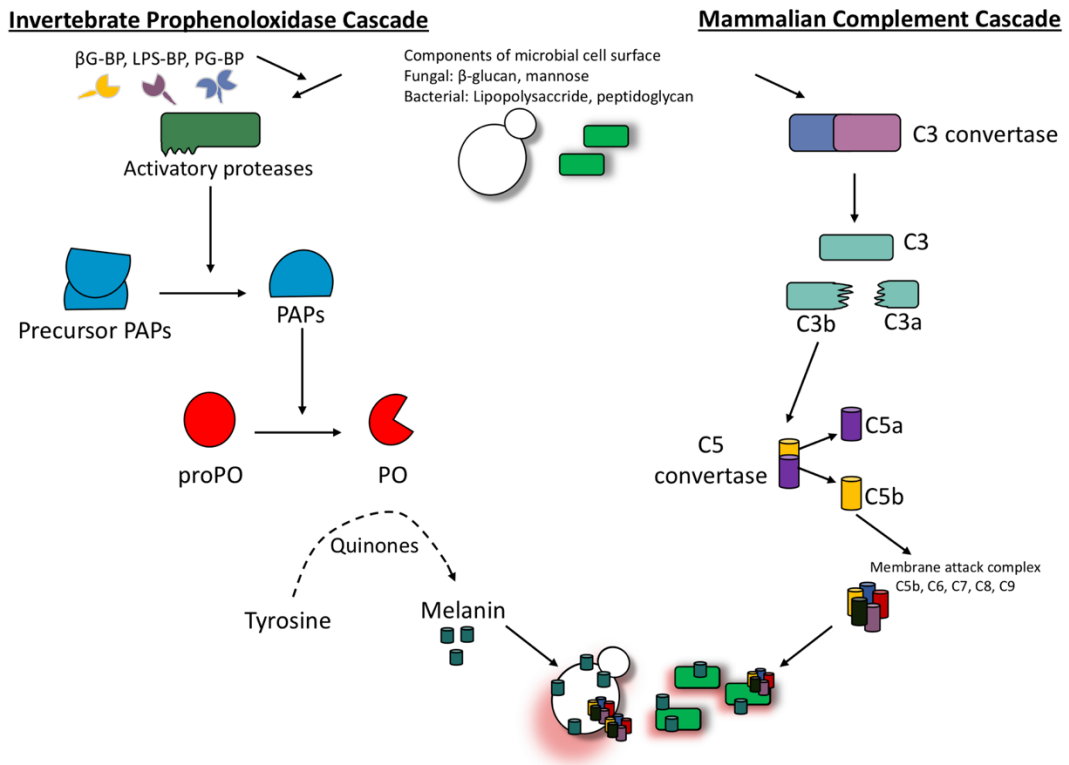 Invertebrate Prophenoloxidase Cascade
Mammalian Complement Cascade
βG-BP, LPS-BP, PG-BP
Components of microbial cell surface
Fungal: β-glucan, mannose
Bacterial: Lipopolysaccride, peptidoglycan
Activatory proteases
C3 convertase
C3
C3b
C3a
Precursor PAPs
PAPs
proPO
PO
C5
convertase
C5a
C5b
Quinones
Tyrosine
Melanin
Membrane attack complex
C5b, C6, C7, C8, C9